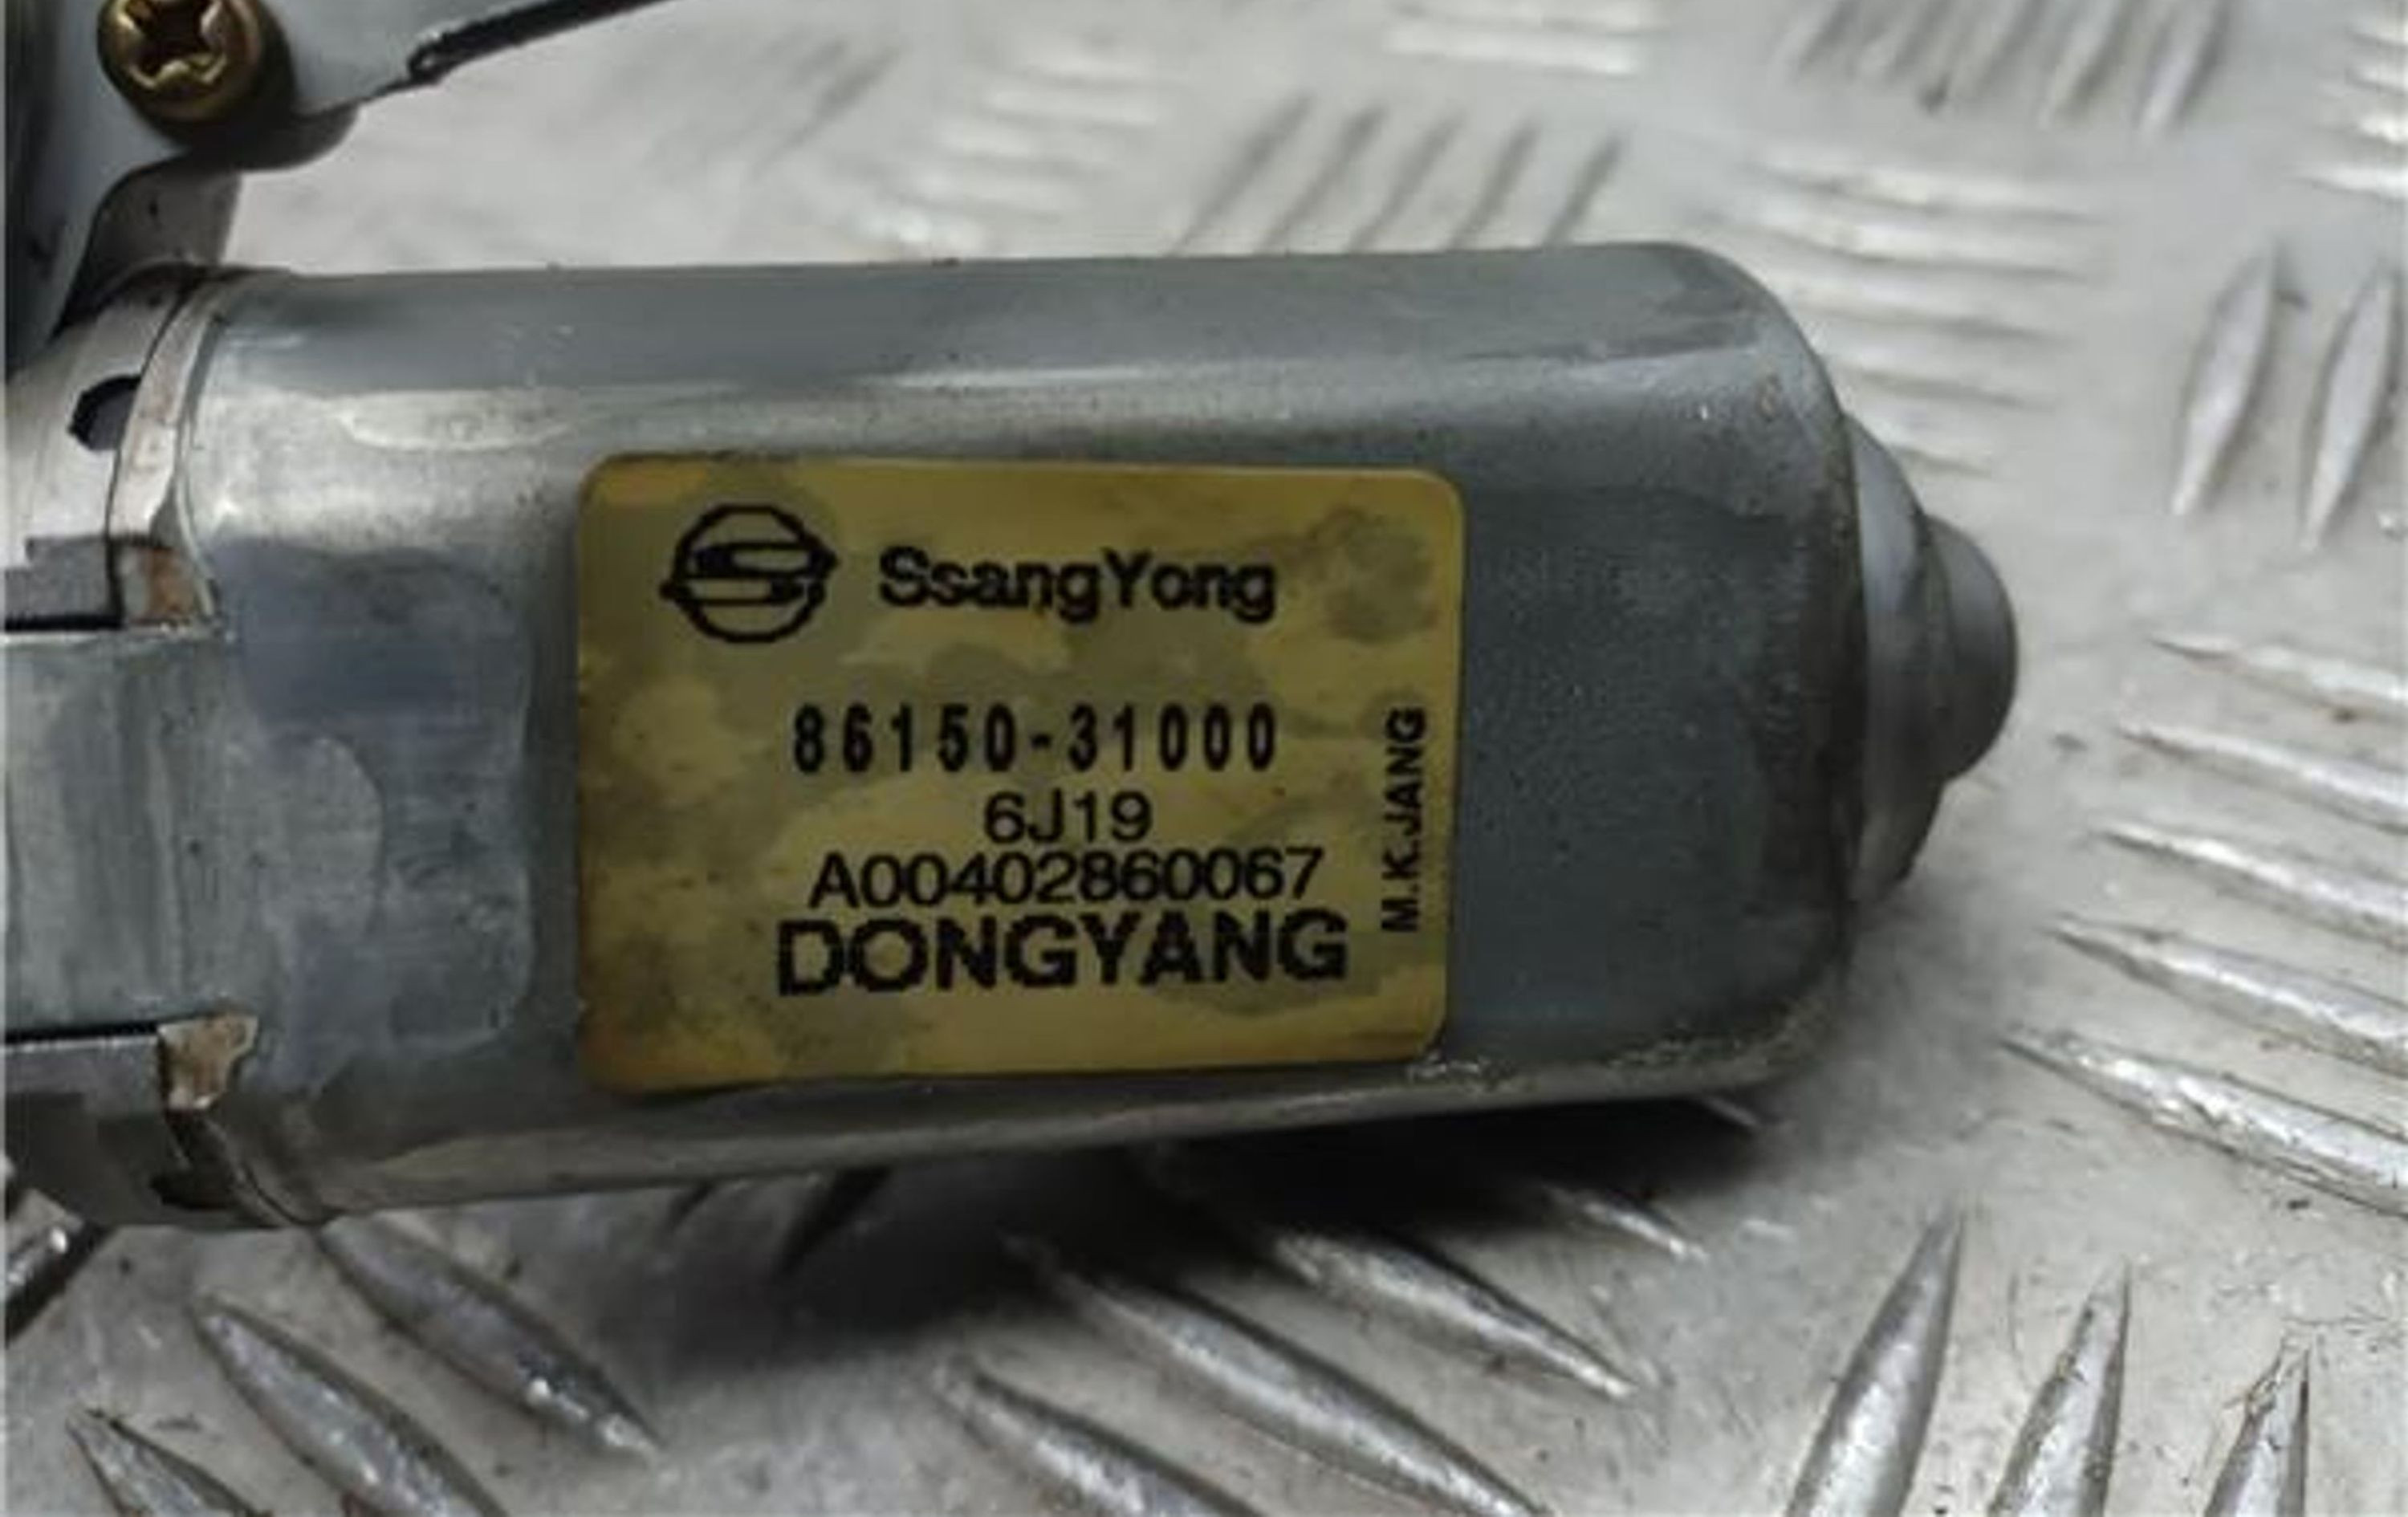 SsangYong
86150-31000
6J19
A00402860067
DONGYANG
M.K.JANG